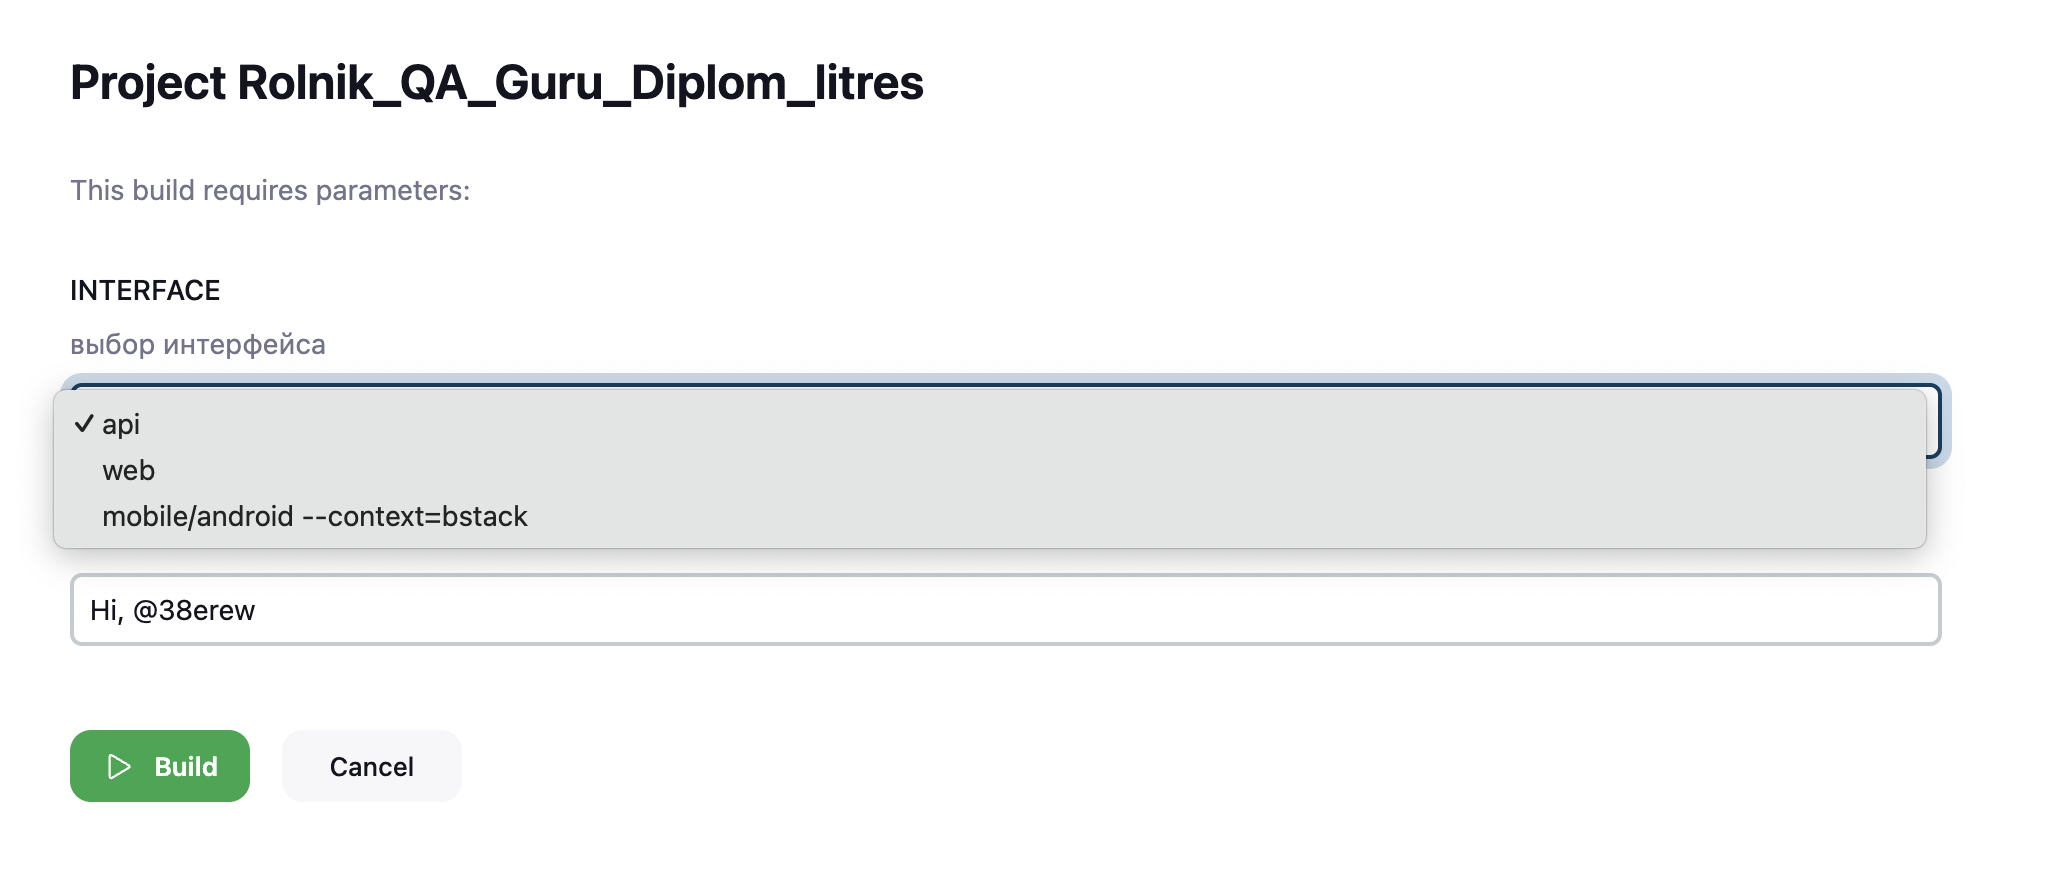 Project Rolnik_QA_Guru_Diplom_litres
This build requires parameters:
INTERFACE
выбор интерфейса
api
web
mobile/android --context=bstack
Hi, @38erew
Build
Cancel